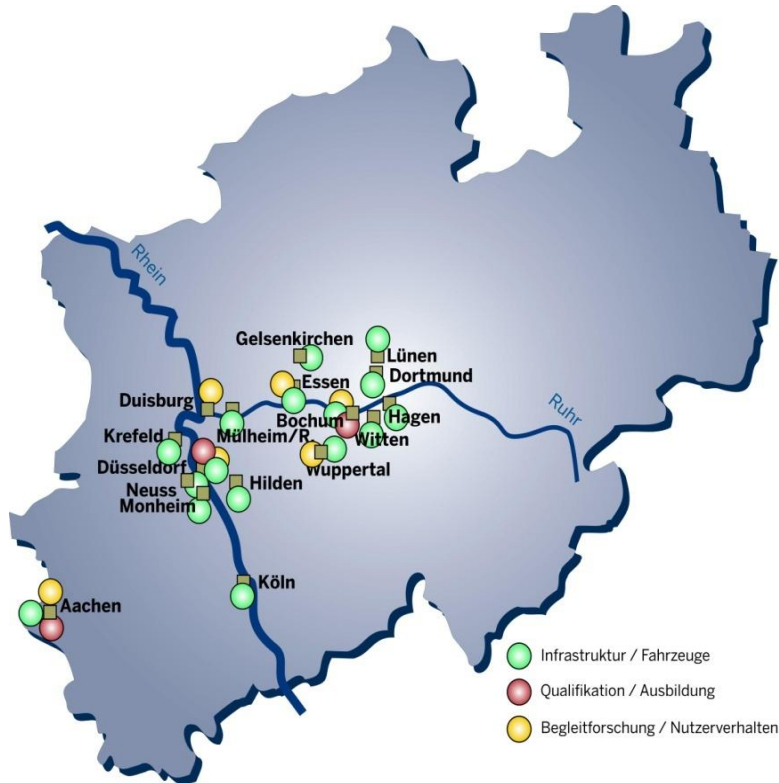 Rhein
Gelsenkirchen
Lünen
Essen
Dortmund
Duisburg
Bochum
Hagen
Krefeld
Mülheim/R.
Witten
Düsseldorf
Wuppertal
Hilden
Neuss
Monheim
Ruhr
Köln
Aachen
Infrastruktur / Fahrzeuge
Qualifikation / Ausbildung
Begleitforschung / Nutzerverhalten